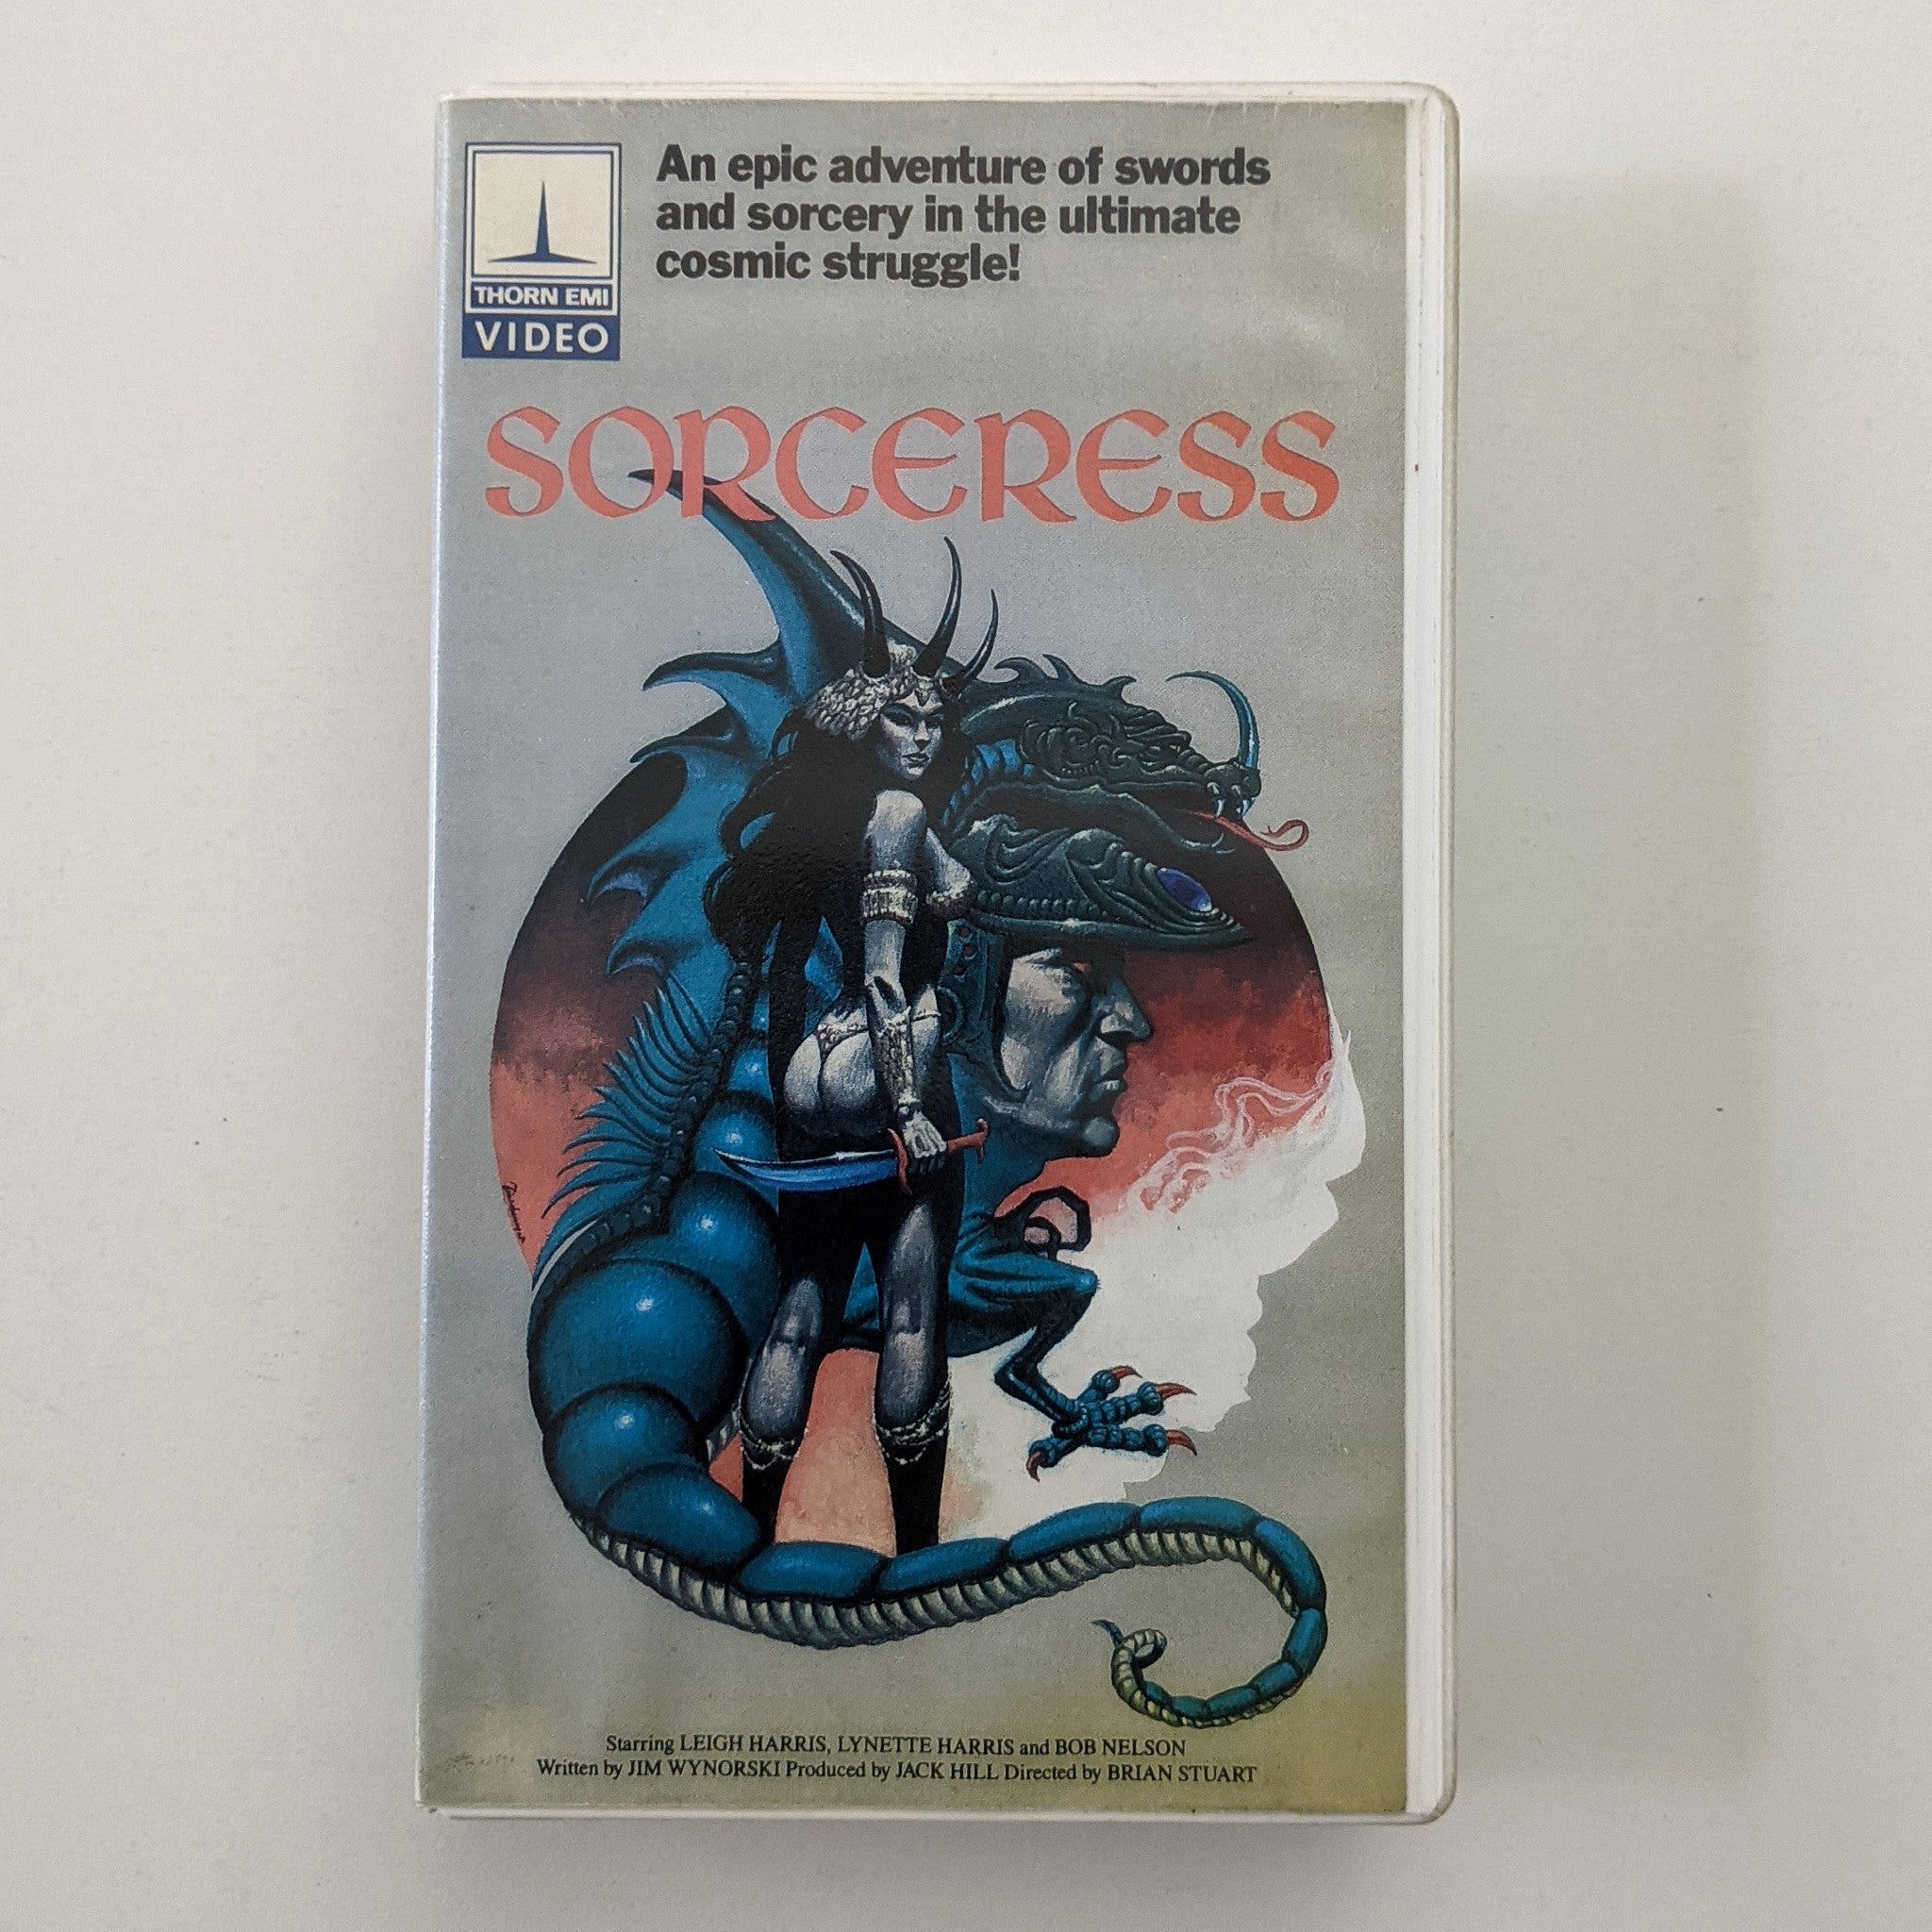 An epic adventure of swords
and sorcery in the ultimate
cosmic struggle!
THORN EMI
VIDEO
SORCERESS
Starring LEIGH HARRIS, LYNETTE HARRIS and BOB NELSON
Written by JIM WYNORSKI Produced by JACK HILL Directed by BRIAN STUART